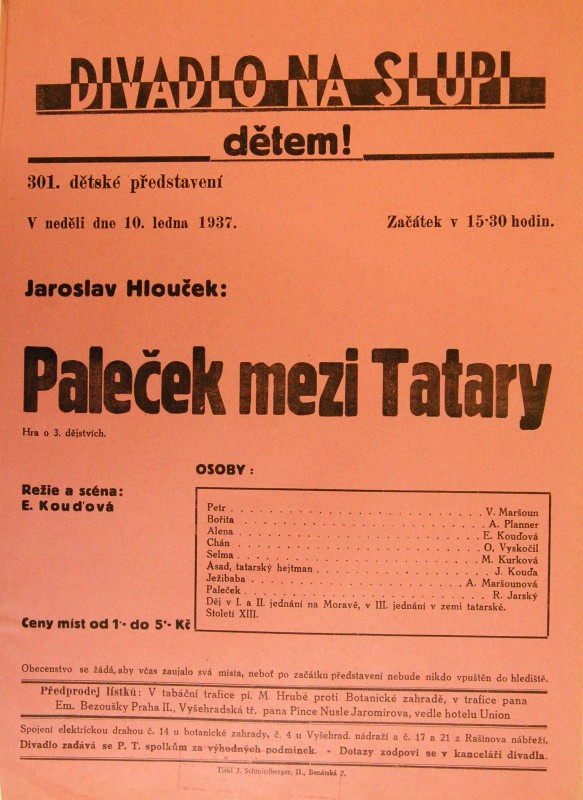 DIVADLO NA SLUPI
dětem!
301. dětské představení
V neděli dne 10. ledna 1937.
Začátek v 15·30 hodin.
Jaroslav Hlouček:
Paleček mezi Tatary
Hra o 3. dějstvích.
OSOBY :
Režie a scéna:
E. Kouďová
Petr . . . . . . . . . . . . . . . . . . . . V. Maršoun
Bořita . . . . . . . . . . . . . . . . . . . . A. Planner
Alena . . . . . . . . . . . . . . . . . . . . E. Kouďová
Chán . . . . . . . . . . . . . . . . . . . . O. Vyskočil
Selma . . . . . . . . . . . . . . . . . . . . M. Kurková
Asad, tatarský hejtman . . . . . . . . . . . . . J. Kouďa
Ježibaba . . . . . . . . . . . . . . . . . . A. Maršounová
Paleček . . . . . . . . . . . . . . . . . . . . R. Jarský
Děj v I. a II. jednání na Moravě, v III. jednání v zemi tatarské.
Století XIII.
Ceny míst od 1·- do 5·- Kč
Obecenstvo se žádá, aby včas zaujalo svá místa, neboť po začátku představení nebude nikdo vpuštěn do hlediště.
Předprodej lístků: V tabáční trafice pí. M. Hrubé proti Botanické zahradě, v trafice pana
Em. Bezoušky Praha II., Vyšehradská tř. pana Pince Nusle Jaromírova, vedle hotelu Union
Spojení elektrickou drahou č. 14 u botanické zahrady, č. 4 u Vyšehrad. nádraží a č. 17 a 21 z Rašínova nábřeží.
Divadlo zadává se P. T. spolkům za výhodných podmínek. - Dotazy zodpoví se v kanceláři divadla.
Tiskl J. Schmiedberger, II., Benátská 7.